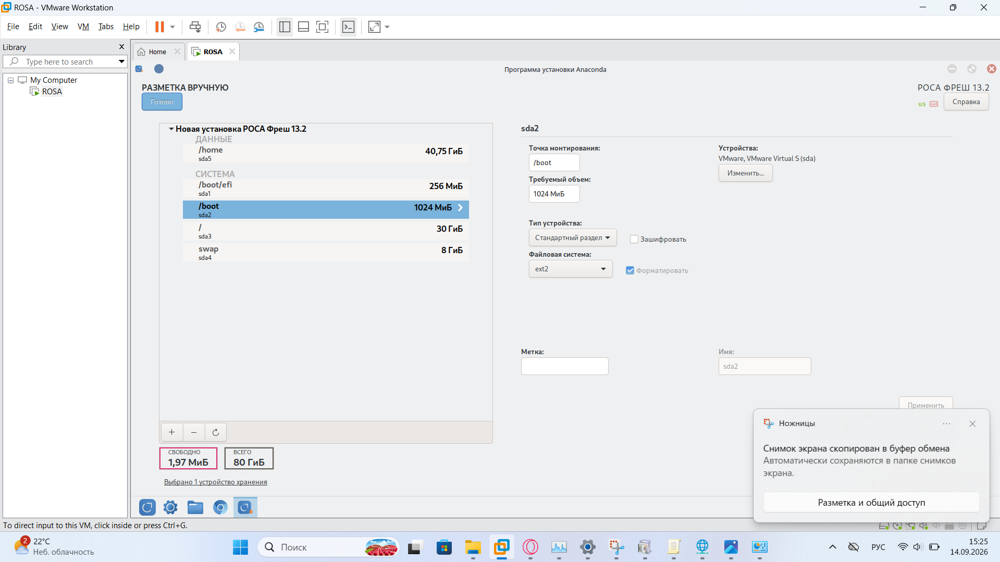 ROSA - VMware Workstation
File Edit View VM Tabs Help
Library
Type here to search
My Computer
ROSA
Home
ROSA
Программа установки Anaconda
РАЗМЕТКА ВРУЧНУЮ
Готово
РОСА ФРЕШ 13.2
us
Справка
Новая установка РОСА Фреш 13.2
ДАННЫЕ
/home 40,75 ГиБ
sda5
СИСТЕМА
/boot/efi 256 МиБ
sda1
/boot 1024 МиБ
sda2
/ 30 ГиБ
sda3
swap 8 ГиБ
sda4
СВОБОДНО
1,97 МиБ
ВСЕГО
80 ГиБ
Выбрано 1 устройство хранения
sda2
Точка монтирования:
/boot
Требуемый объем:
1024 МиБ
Устройства:
VMware, VMware Virtual S (sda)
Изменить...
Тип устройства:
Стандартный раздел
Зашифровать
Файловая система:
ext2
Форматировать
Метка:
Имя:
sda2
Применить
Ножницы
Снимок экрана скопирован в буфер обмена
Автоматически сохраняются в папке снимков
экрана.
Разметка и общий доступ
To direct input to this VM, click inside or press Ctrl+G.
2
22°C
Неб. облачность
Поиск
РУС
15:25
14.09.2026